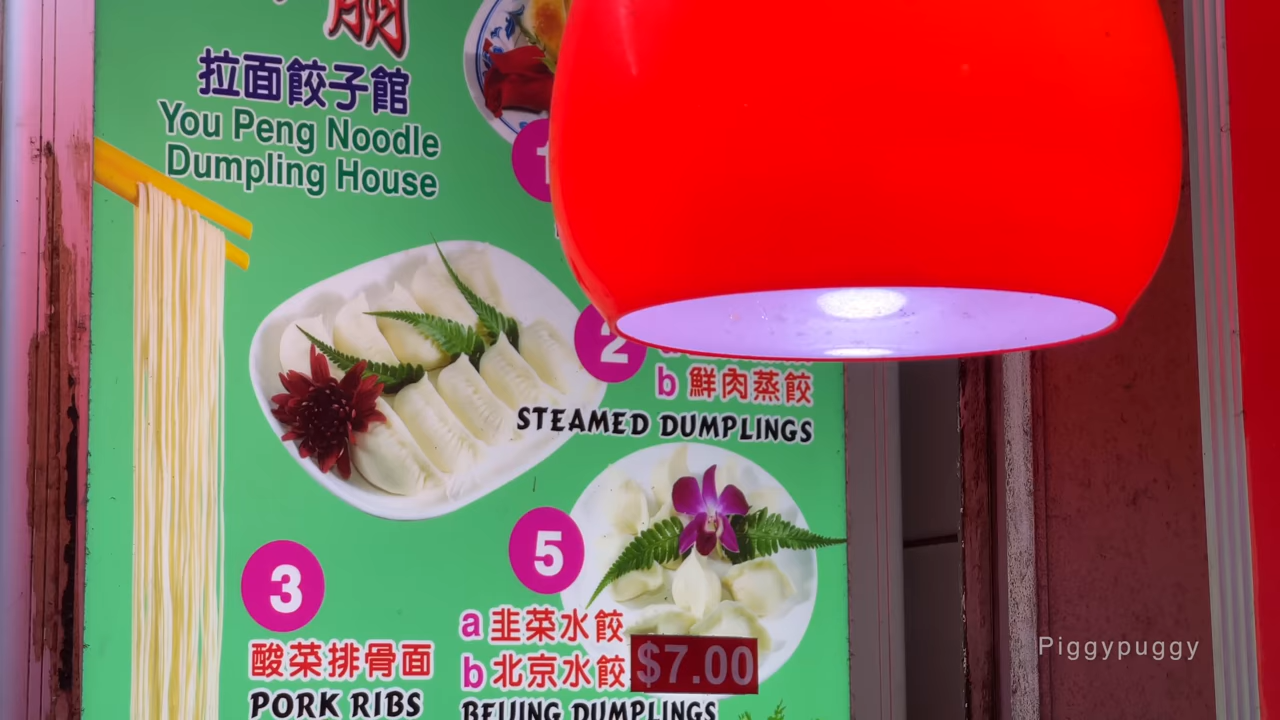 拉面餃子館
You Peng Noodle
Dumpling House
1
2
b 鮮肉蒸餃
STEAMED DUMPLINGS
3
酸菜排骨面
PORK RIBS
5
a 韭菜水餃
b 北京水餃
$7.00
BEIJING DUMPLINGS
Piggypuggy